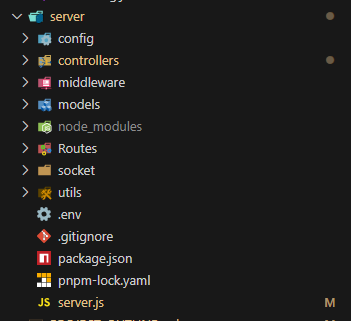 server
config
controllers
middleware
models
node_modules
Routes
socket
utils
.env
.gitignore
package.json
pnpm-lock.yaml
JS server.js M